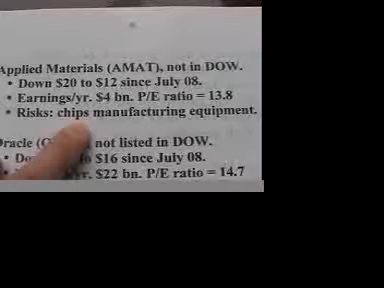 Applied Materials (AMAT), not in DOW.
• Down $20 to $12 since July 08.
• Earnings/yr. $4 bn. P/E ratio = 13.8
• Risks: chips manufacturing equipment.
Oracle not listed in DOW.
• $16 since July 08.
• $22 bn. P/E ratio = 14.7